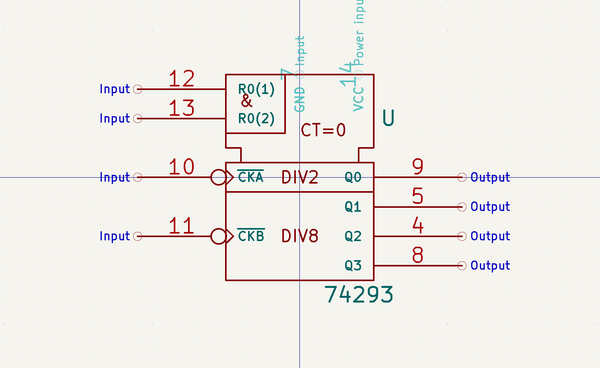 Input 12 R0(1)
Input 13 R0(2)
&
CT=0
7 Input
GND
14 Power input
VCC
U
Input 10 CKA DIV2 Q0 9 Output
Q1 5 Output
Input 11 CKB DIV8 Q2 4 Output
Q3 8 Output
74293